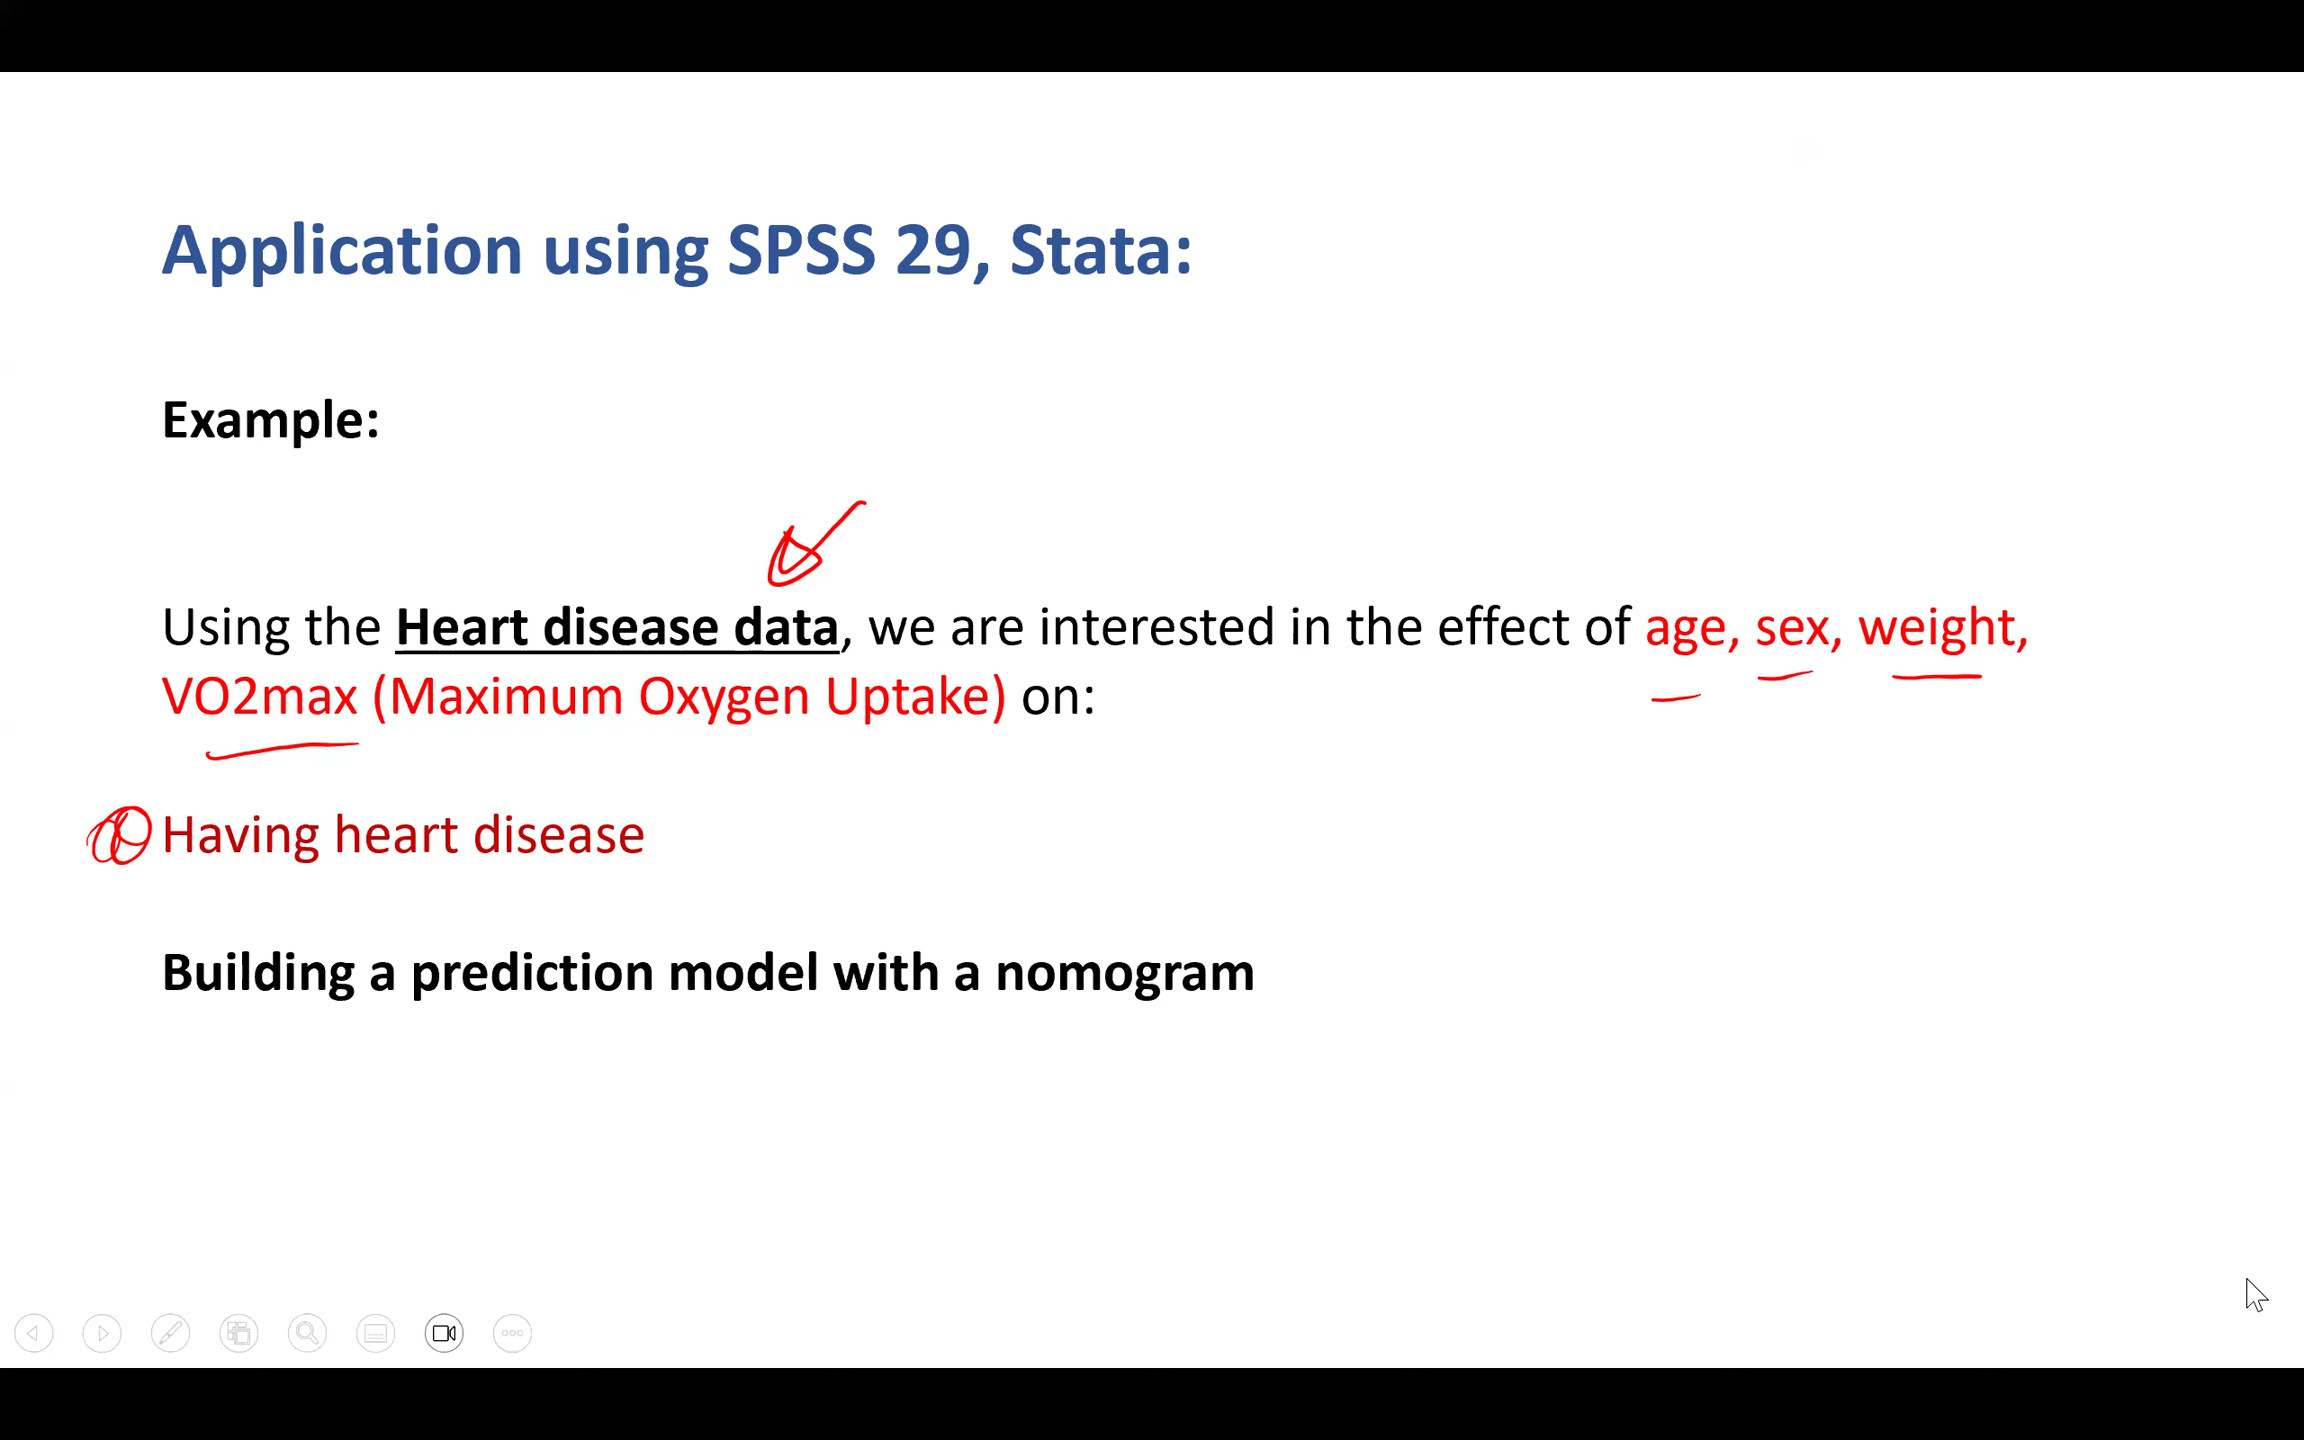 Application using SPSS 29, Stata:
Example:
Using the Heart disease data, we are interested in the effect of age, sex, weight,
VO2max (Maximum Oxygen Uptake) on:
Having heart disease
Building a prediction model with a nomogram